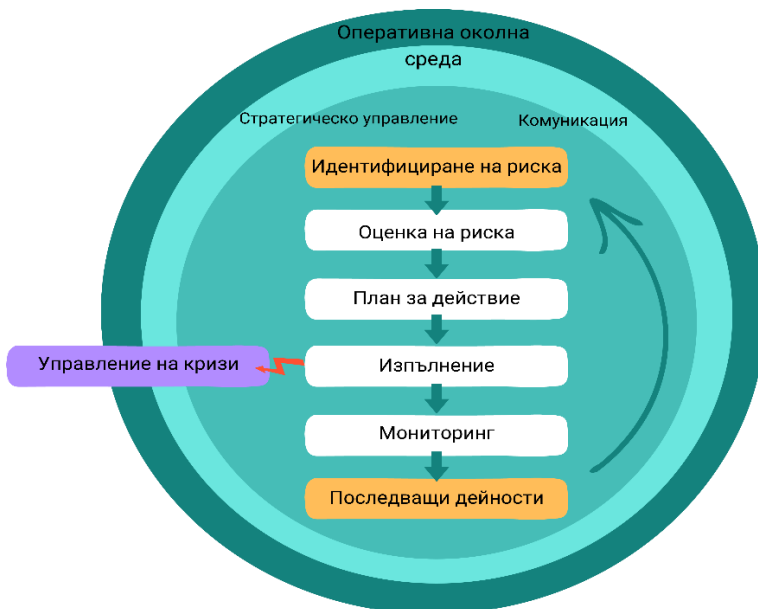 Оперативна околна
среда
Стратегическо управление
Комуникация
Идентифициране на риска
Оценка на риска
План за действие
Управление на кризи
Изпълнение
Мониторинг
Последващи дейности